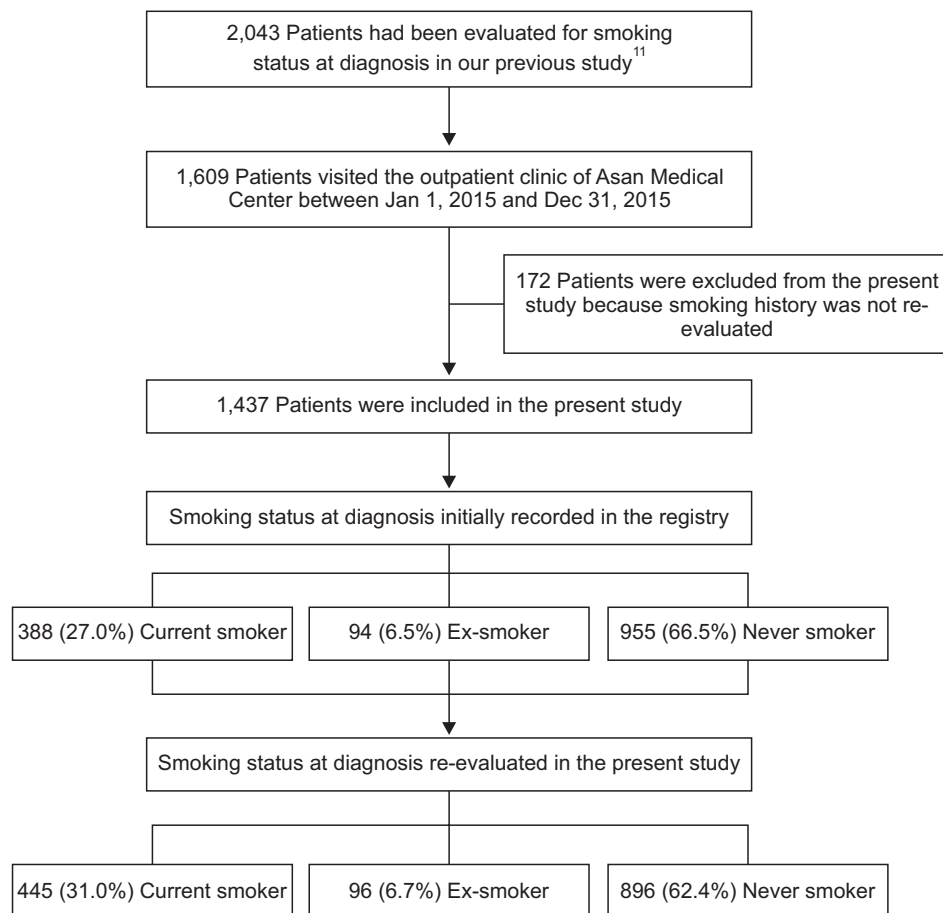 2,043 Patients had been evaluated for smoking
status at diagnosis in our previous study11
1,609 Patients visited the outpatient clinic of Asan Medical
Center between Jan 1, 2015 and Dec 31, 2015
172 Patients were excluded from the present
study because smoking history was not re-
evaluated
1,437 Patients were included in the present study
Smoking status at diagnosis initially recorded in the registry
388 (27.0%) Current smoker
94 (6.5%) Ex-smoker
955 (66.5%) Never smoker
Smoking status at diagnosis re-evaluated in the present study
445 (31.0%) Current smoker
96 (6.7%) Ex-smoker
896 (62.4%) Never smoker